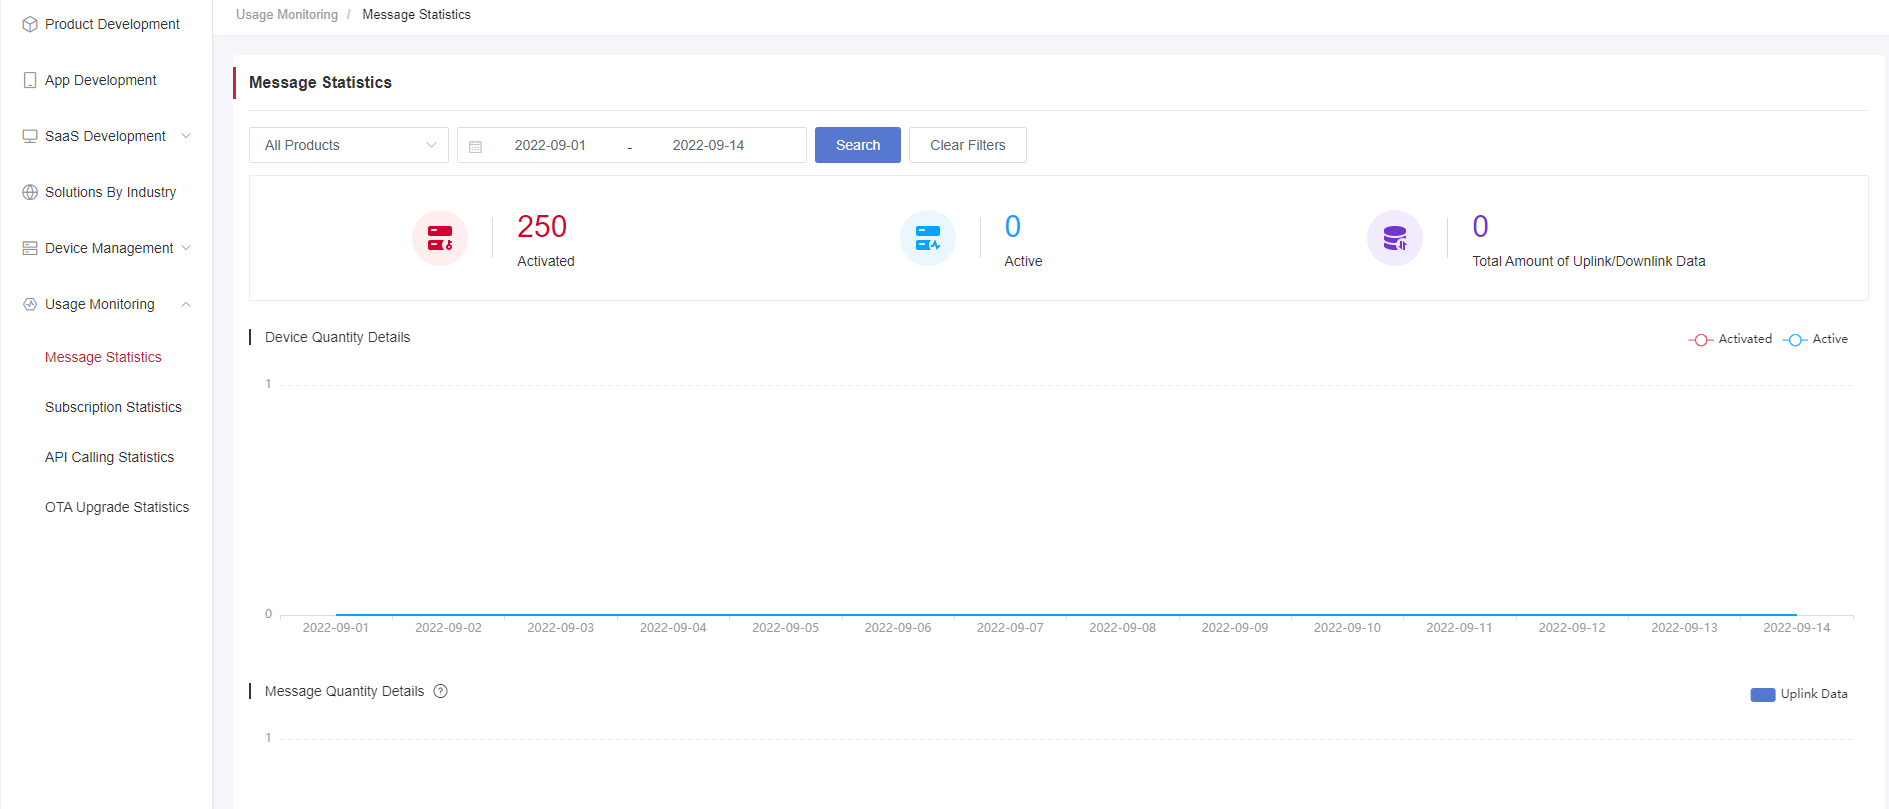 Product Development
App Development
SaaS Development
Solutions By Industry
Device Management
Usage Monitoring
Message Statistics
Subscription Statistics
API Calling Statistics
OTA Upgrade Statistics
Usage Monitoring / Message Statistics
Message Statistics
All Products 2022-09-01 - 2022-09-14 Search Clear Filters
250
Activated
0
Active
0
Total Amount of Uplink/Downlink Data
Device Quantity Details
Activated Active
1
0
2022-09-01 2022-09-02 2022-09-03 2022-09-04 2022-09-05 2022-09-06 2022-09-07 2022-09-08 2022-09-09 2022-09-10 2022-09-11 2022-09-12 2022-09-13 2022-09-14
Message Quantity Details ?
Uplink Data
1